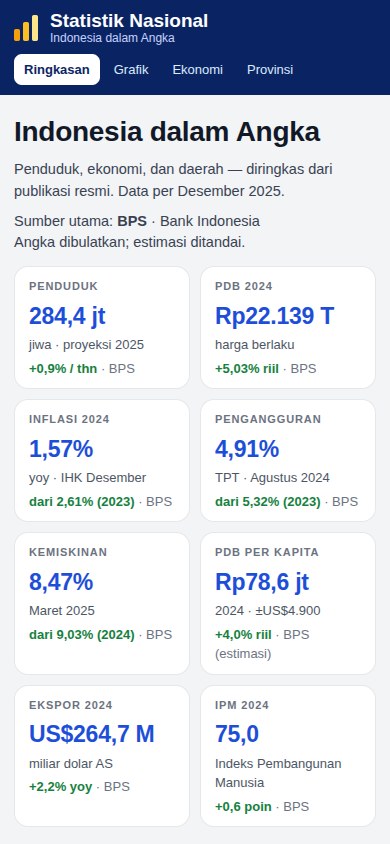 Statistik Nasional
Indonesia dalam Angka
Ringkasan Grafik Ekonomi Provinsi
Indonesia dalam Angka
Penduduk, ekonomi, dan daerah — diringkas dari
publikasi resmi. Data per Desember 2025.
Sumber utama: BPS · Bank Indonesia
Angka dibulatkan; estimasi ditandai.
PENDUDUK
284,4 jt
jiwa · proyeksi 2025
+0,9% / thn · BPS
PDB 2024
Rp22.139 T
harga berlaku
+5,03% riil · BPS
INFLASI 2024
1,57%
yoy · IHK Desember
dari 2,61% (2023) · BPS
PENGANGGURAN
4,91%
TPT · Agustus 2024
dari 5,32% (2023) · BPS
KEMISKINAN
8,47%
Maret 2025
dari 9,03% (2024) · BPS
PDB PER KAPITA
Rp78,6 jt
2024 · ±US$4.900
+4,0% riil · BPS
(estimasi)
EKSPOR 2024
US$264,7 M
miliar dolar AS
+2,2% yoy · BPS
IPM 2024
75,0
Indeks Pembangunan
Manusia
+0,6 poin · BPS